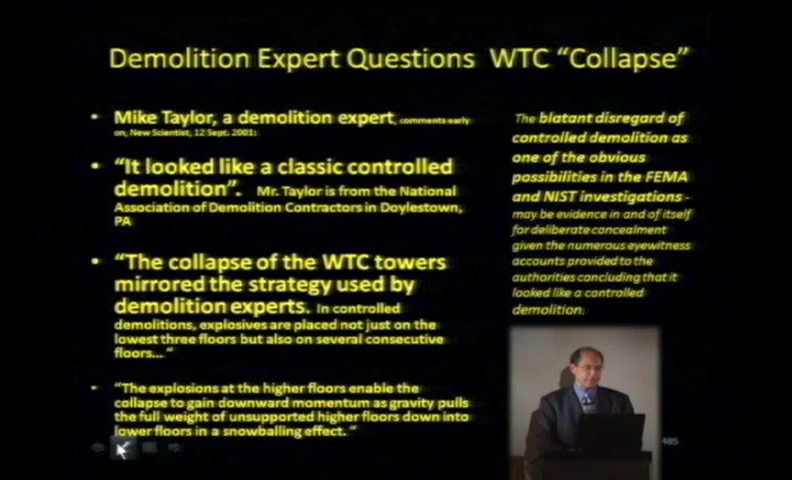 Demolition Expert Questions WTC “Collapse”
• Mike Taylor, a demolition expert, comments early
on, New Scientist, 12 Sept. 2001:
• “It looked like a classic controlled
demolition”. Mr. Taylor is from the National
Association of Demolition Contractors in Doylestown,
PA
• “The collapse of the WTC towers
mirrored the strategy used by
demolition experts. In controlled
demolitions, explosives are placed not just on the
lowest three floors but also on several consecutive
floors... “
• “The explosions at the higher floors enable the
collapse to gain downward momentum as gravity pulls
the full weight of unsupported higher floors down into
lower floors in a snowballing effect. “
The blatant disregard of
controlled demolition as
one of the obvious
possibilities in the FEMA
and NIST investigations -
may be evidence in and of itself
for deliberate concealment
given the numerous eyewitness
accounts provided to the
authorities concluding that it
looked like a controlled
demolition.
485